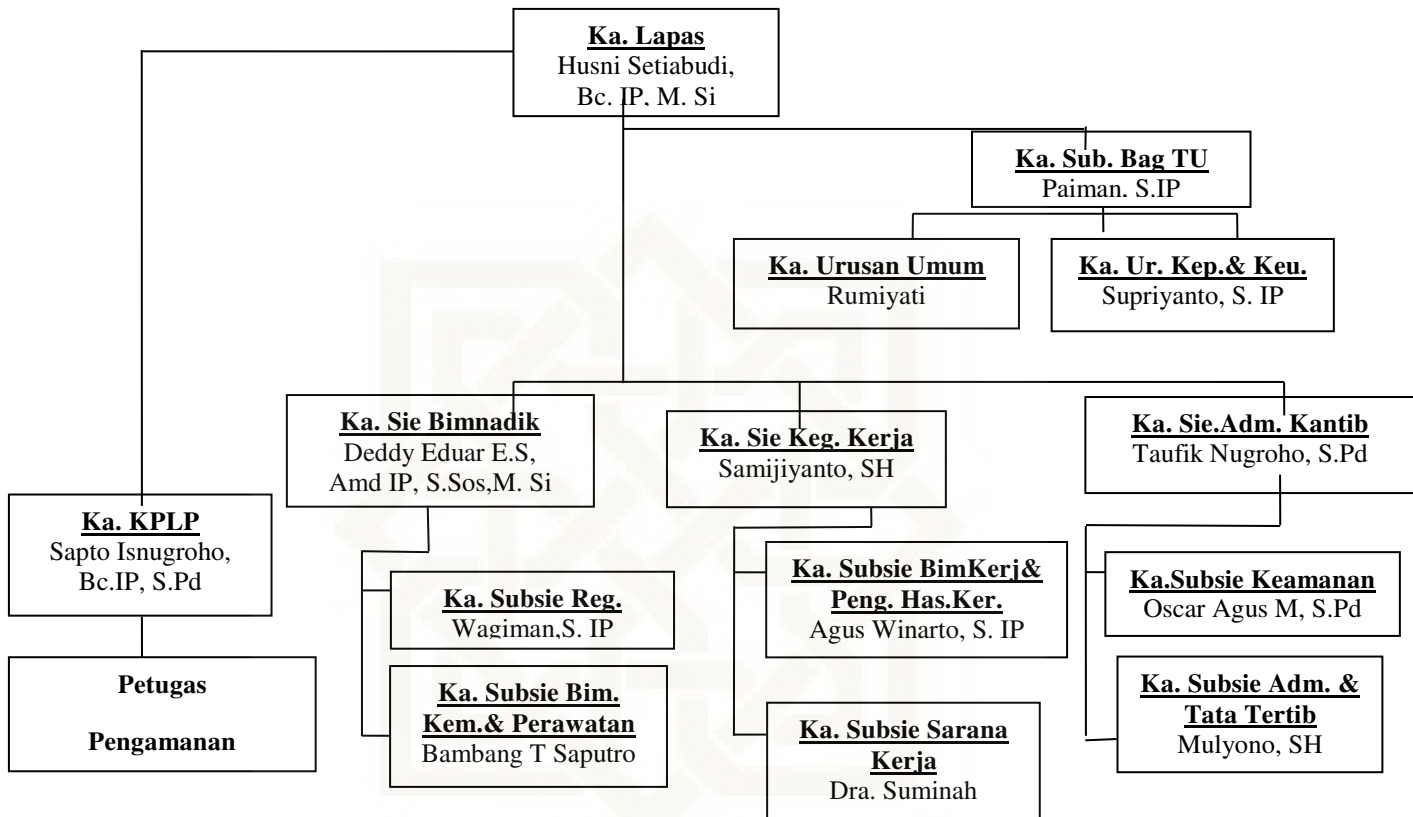 Ka. Lapas
Husni Setiabudi,
Bc. IP, M. Si
Ka. Sub. Bag TU
Paiman, S.IP
Ka. Urusan Umum
Rumiyati
Ka. Ur. Kep.& Keu.
Supriyanto, S. IP
Ka. Sie Bimnadik
Deddy Eduar E.S,
Amd IP, S.Sos,M. Si
Ka. Sie Keg. Kerja
Samijiyanto, SH
Ka. Sie.Adm. Kantib
Taufik Nugroho, S.Pd
Ka. KPLP
Sapto Isnugroho,
Bc.IP, S.Pd
Petugas
Pengamanan
Ka. Subsie Reg.
Wagiman,S. IP
Ka. Subsie Bim.
Kem.& Perawatan
Bambang T Saputro
Ka. Subsie BimKerj&
Peng. Has.Ker.
Agus Winarto, S. IP
Ka. Subsie Sarana
Kerja
Dra. Suminah
Ka.Subsie Keamanan
Oscar Agus M, S.Pd
Ka. Subsie Adm. &
Tata Tertib
Mulyono, SH